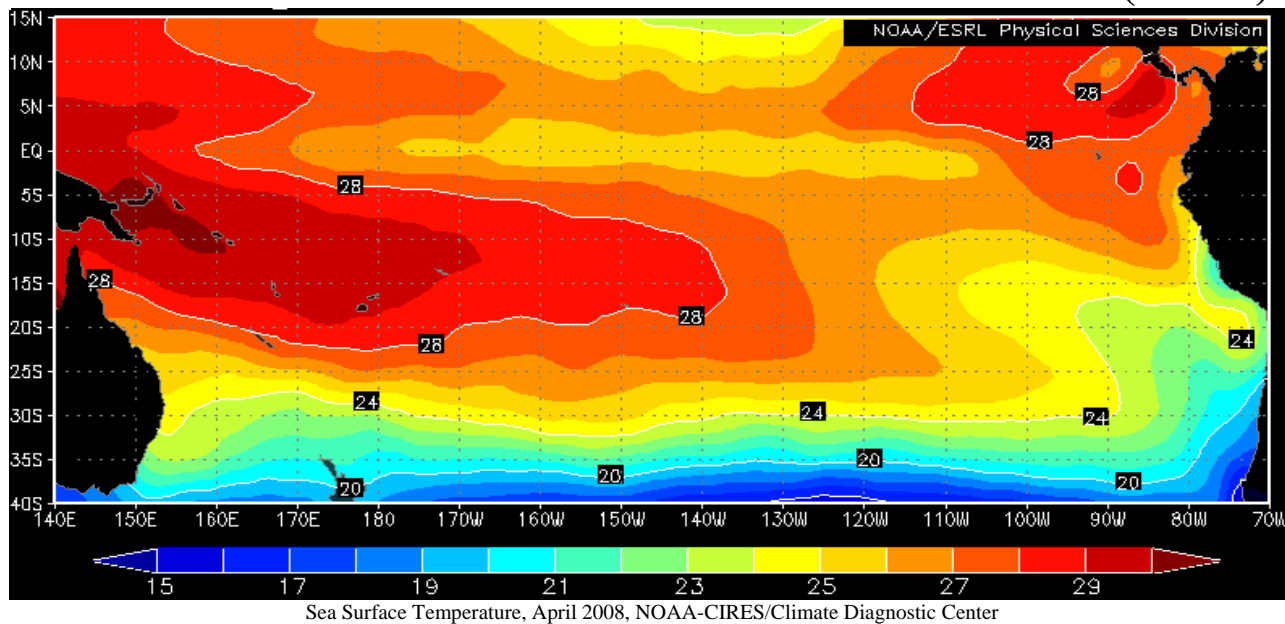 NOAA/ESRL Physical Sciences Division
15N
10N
28
5N
28
EQ
28
5S
10S
28
15S
28
20S
28
24
25S
24
24
24
30S
20
35S
20
20
20
40S
140E 150E 160E 170E 180 170W 160W 150W 140W 130W 120W 110W 100W 90W 80W 70W
15 17 19 21 23 25 27 29
Sea Surface Temperature, April 2008, NOAA-CIRES/Climate Diagnostic Center